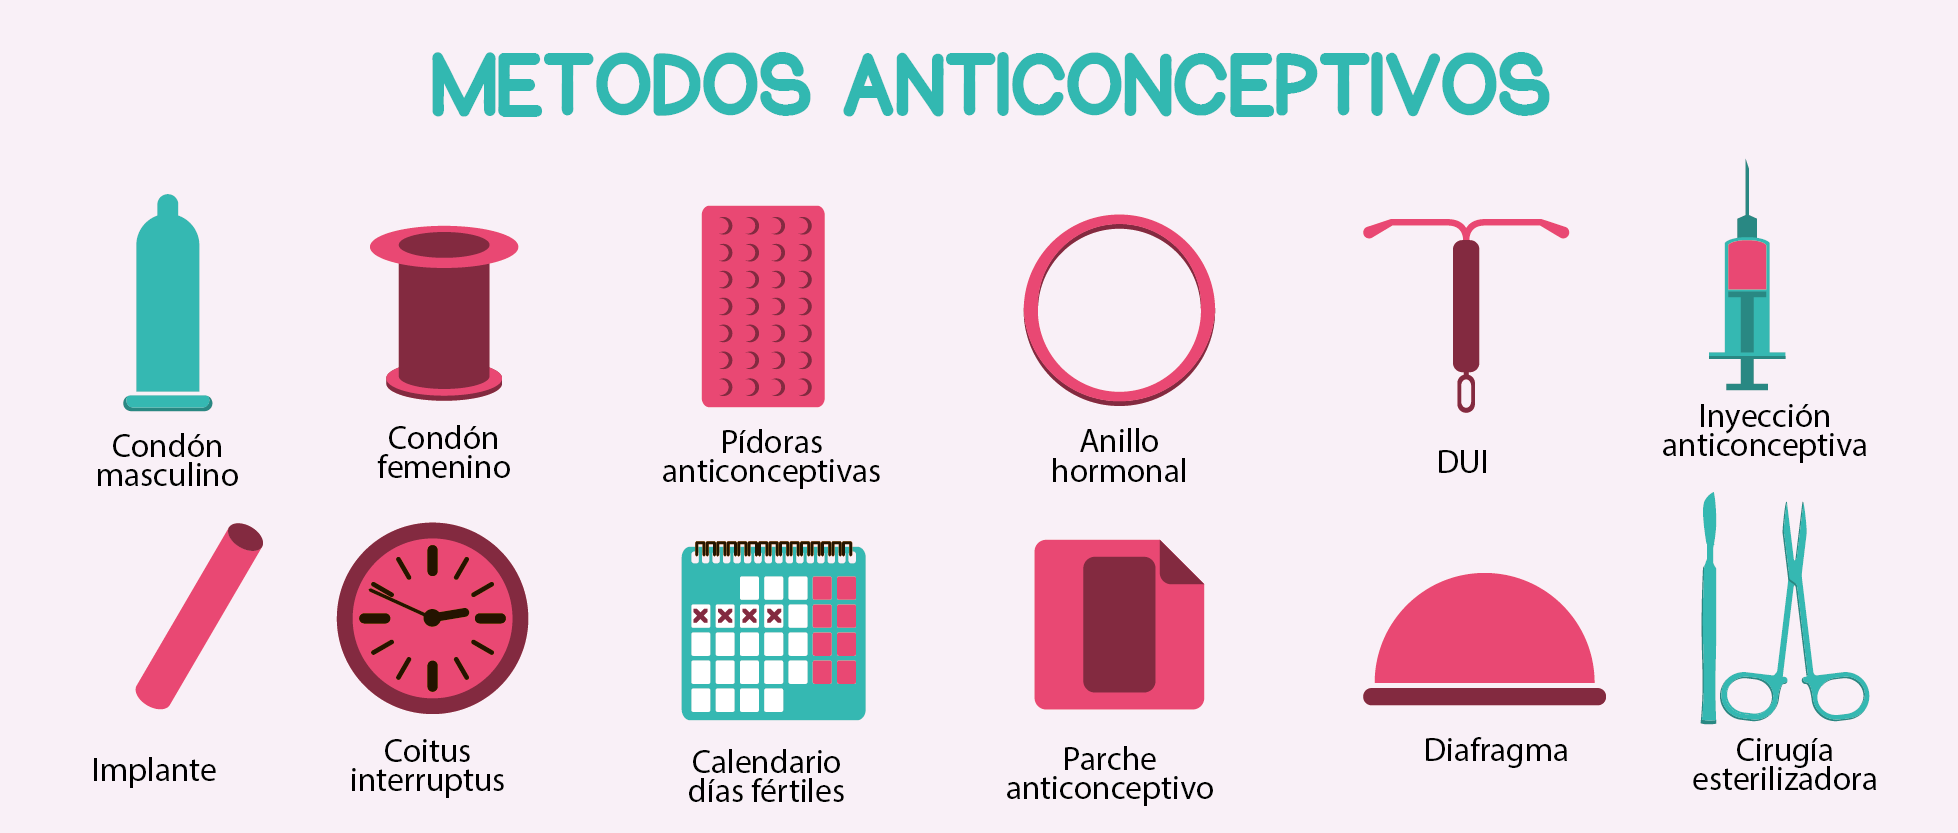 METODOS ANTICONCEPTIVOS
Condón
masculino
Condón
femenino
Pídoras
anticonceptivas
Anillo
hormonal
DUI
Inyección
anticonceptiva
Implante
Coitus
interruptus
Calendario
días fértiles
Parche
anticonceptivo
Diafragma
Cirugía
esterilizadora